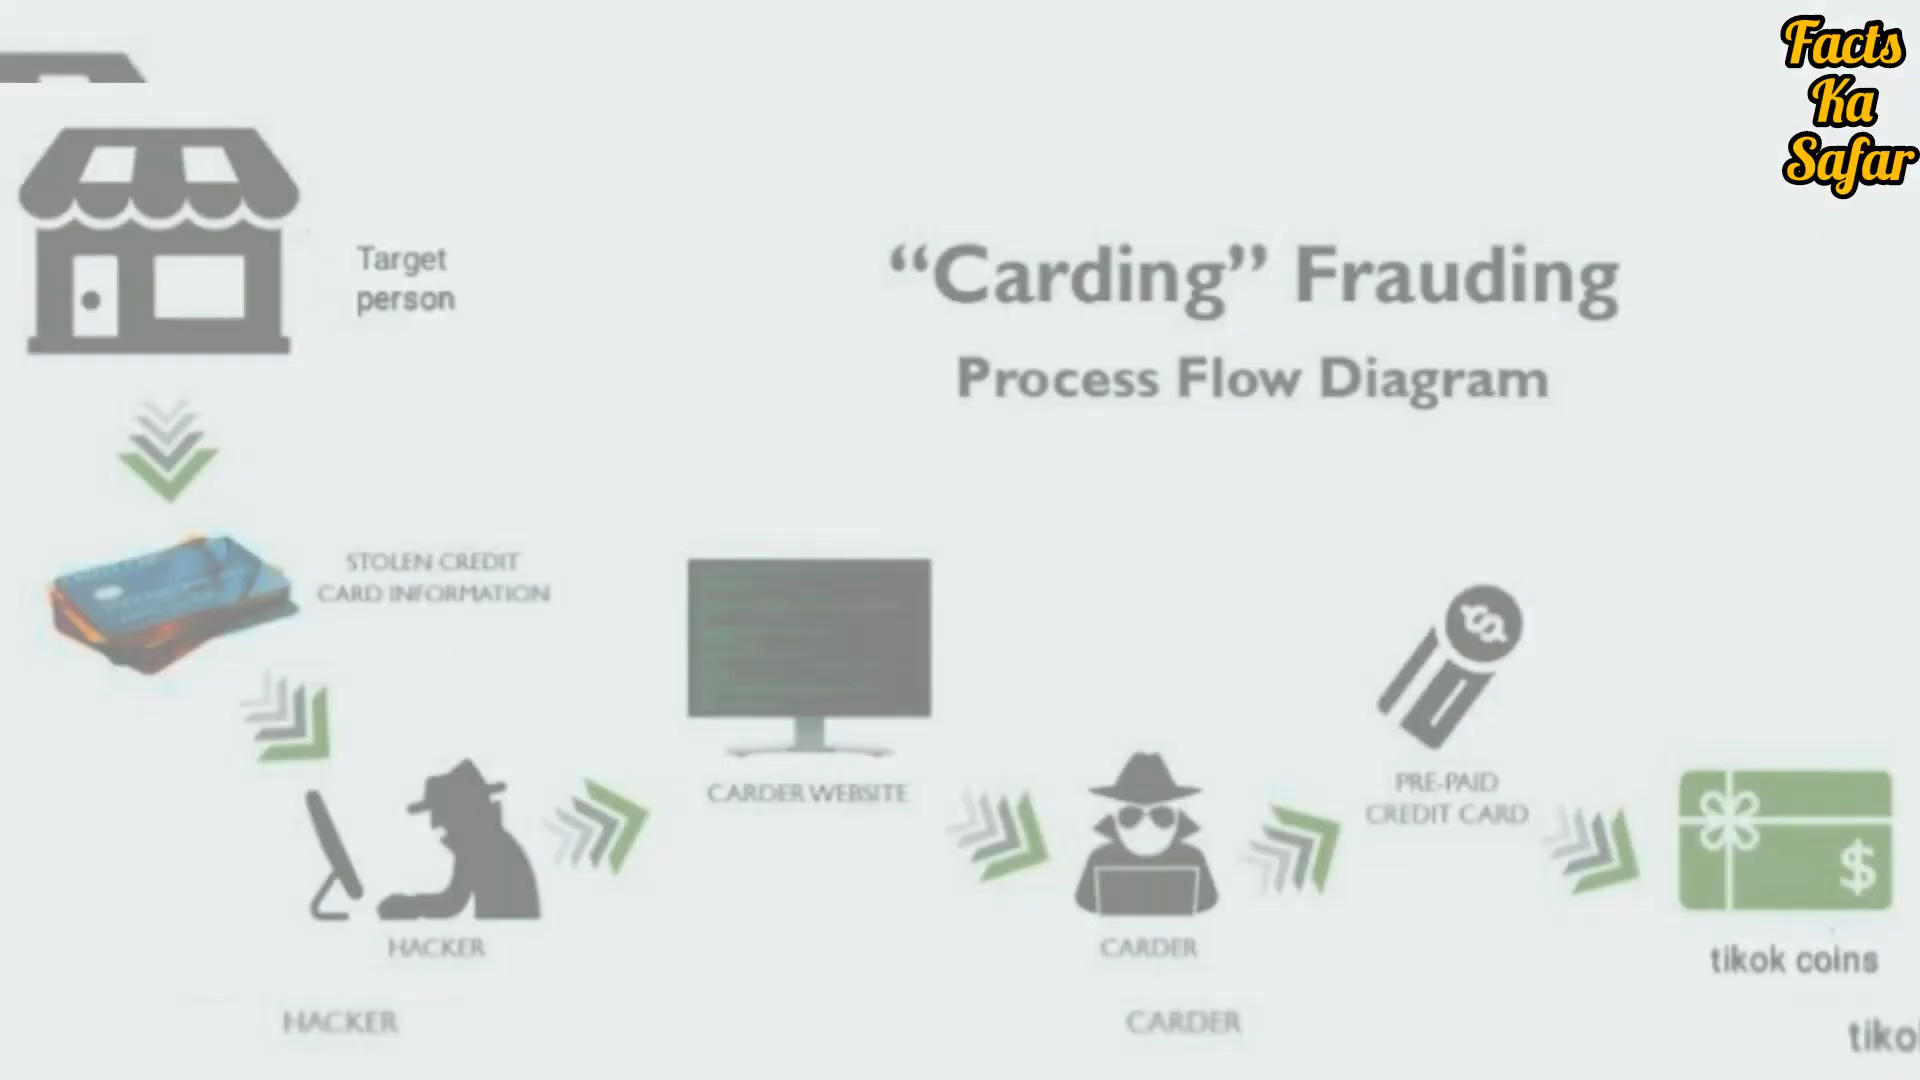 Facts
Ka
Safar
Target
person
“Carding” Frauding
Process Flow Diagram
STOLEN CREDIT
CARD INFORMATION
CARDER WEBSITE
PRE-PAID
CREDIT CARD
$
$
HACKER
CARDER
tikok coins
HACKER
CARDER
tiko